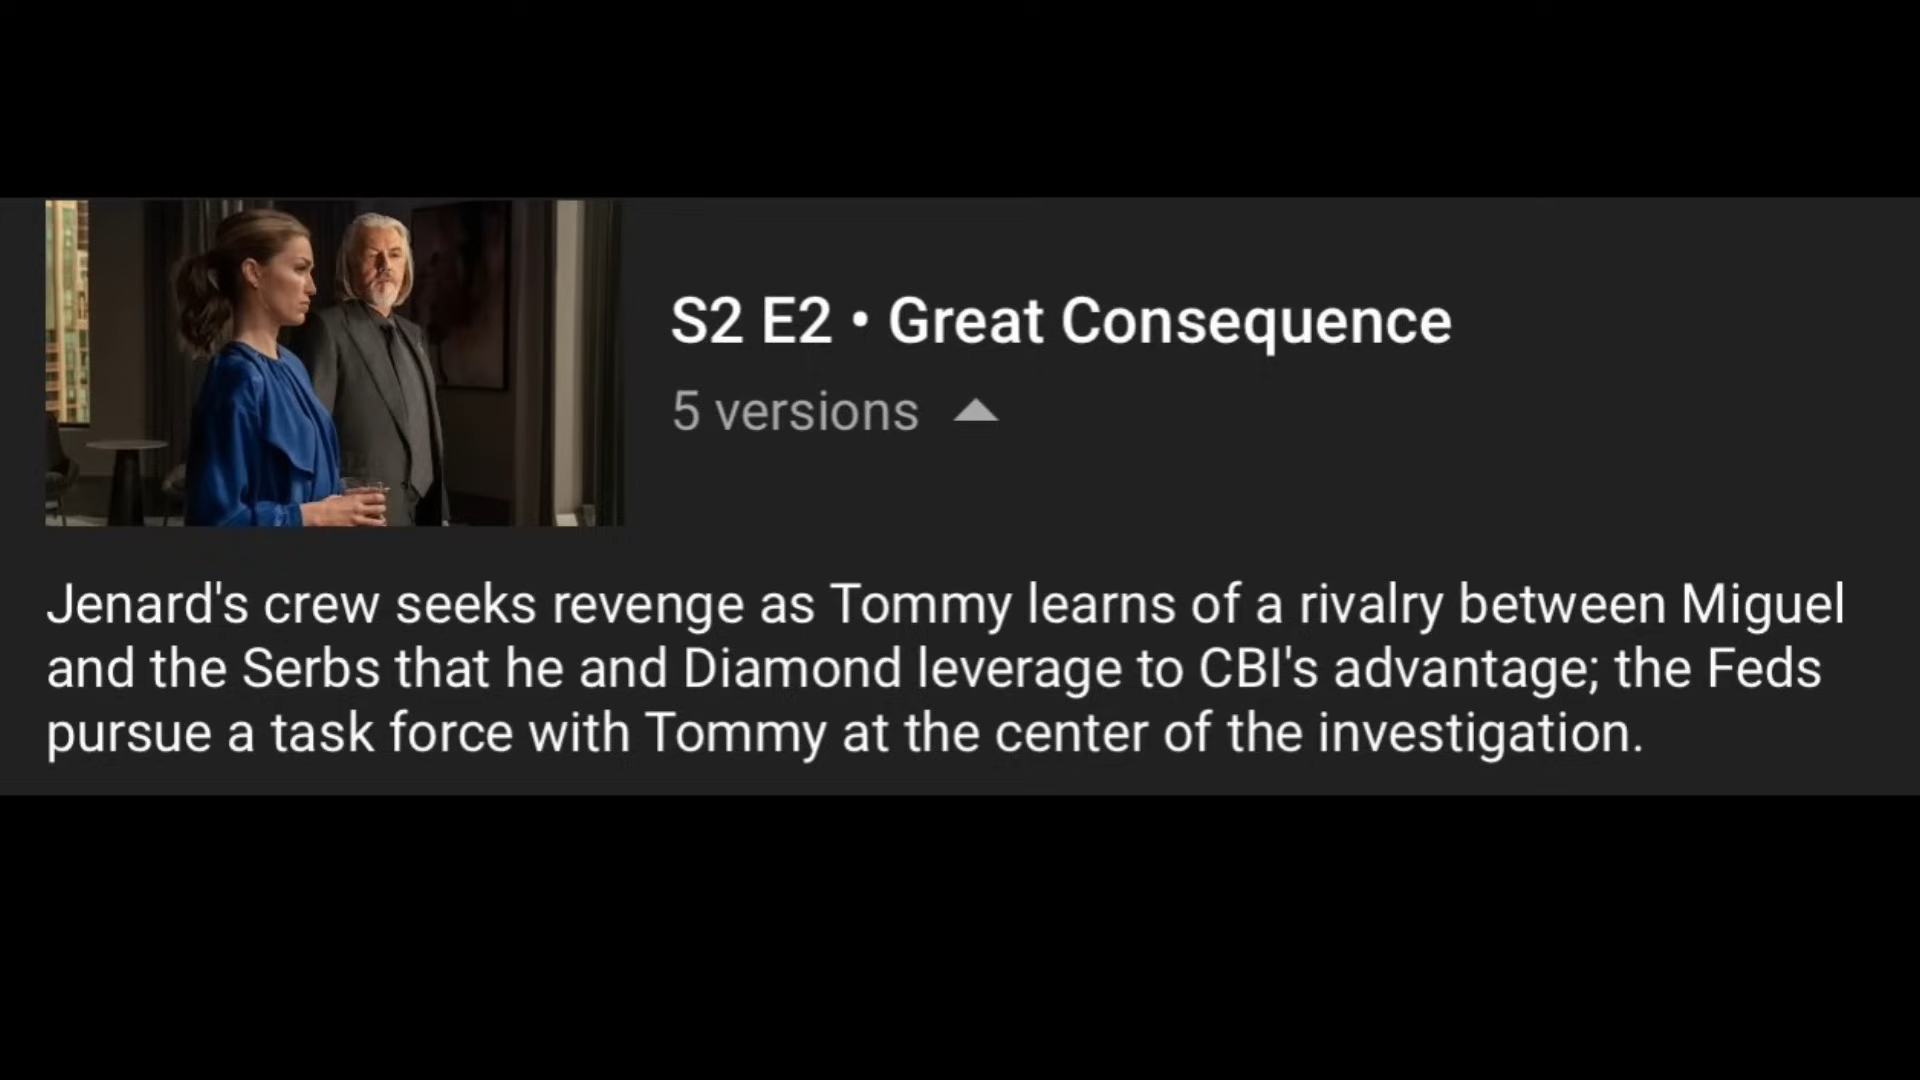 S2 E2 • Great Consequence
5 versions
Jenard's crew seeks revenge as Tommy learns of a rivalry between Miguel
and the Serbs that he and Diamond leverage to CBI's advantage; the Feds
pursue a task force with Tommy at the center of the investigation.